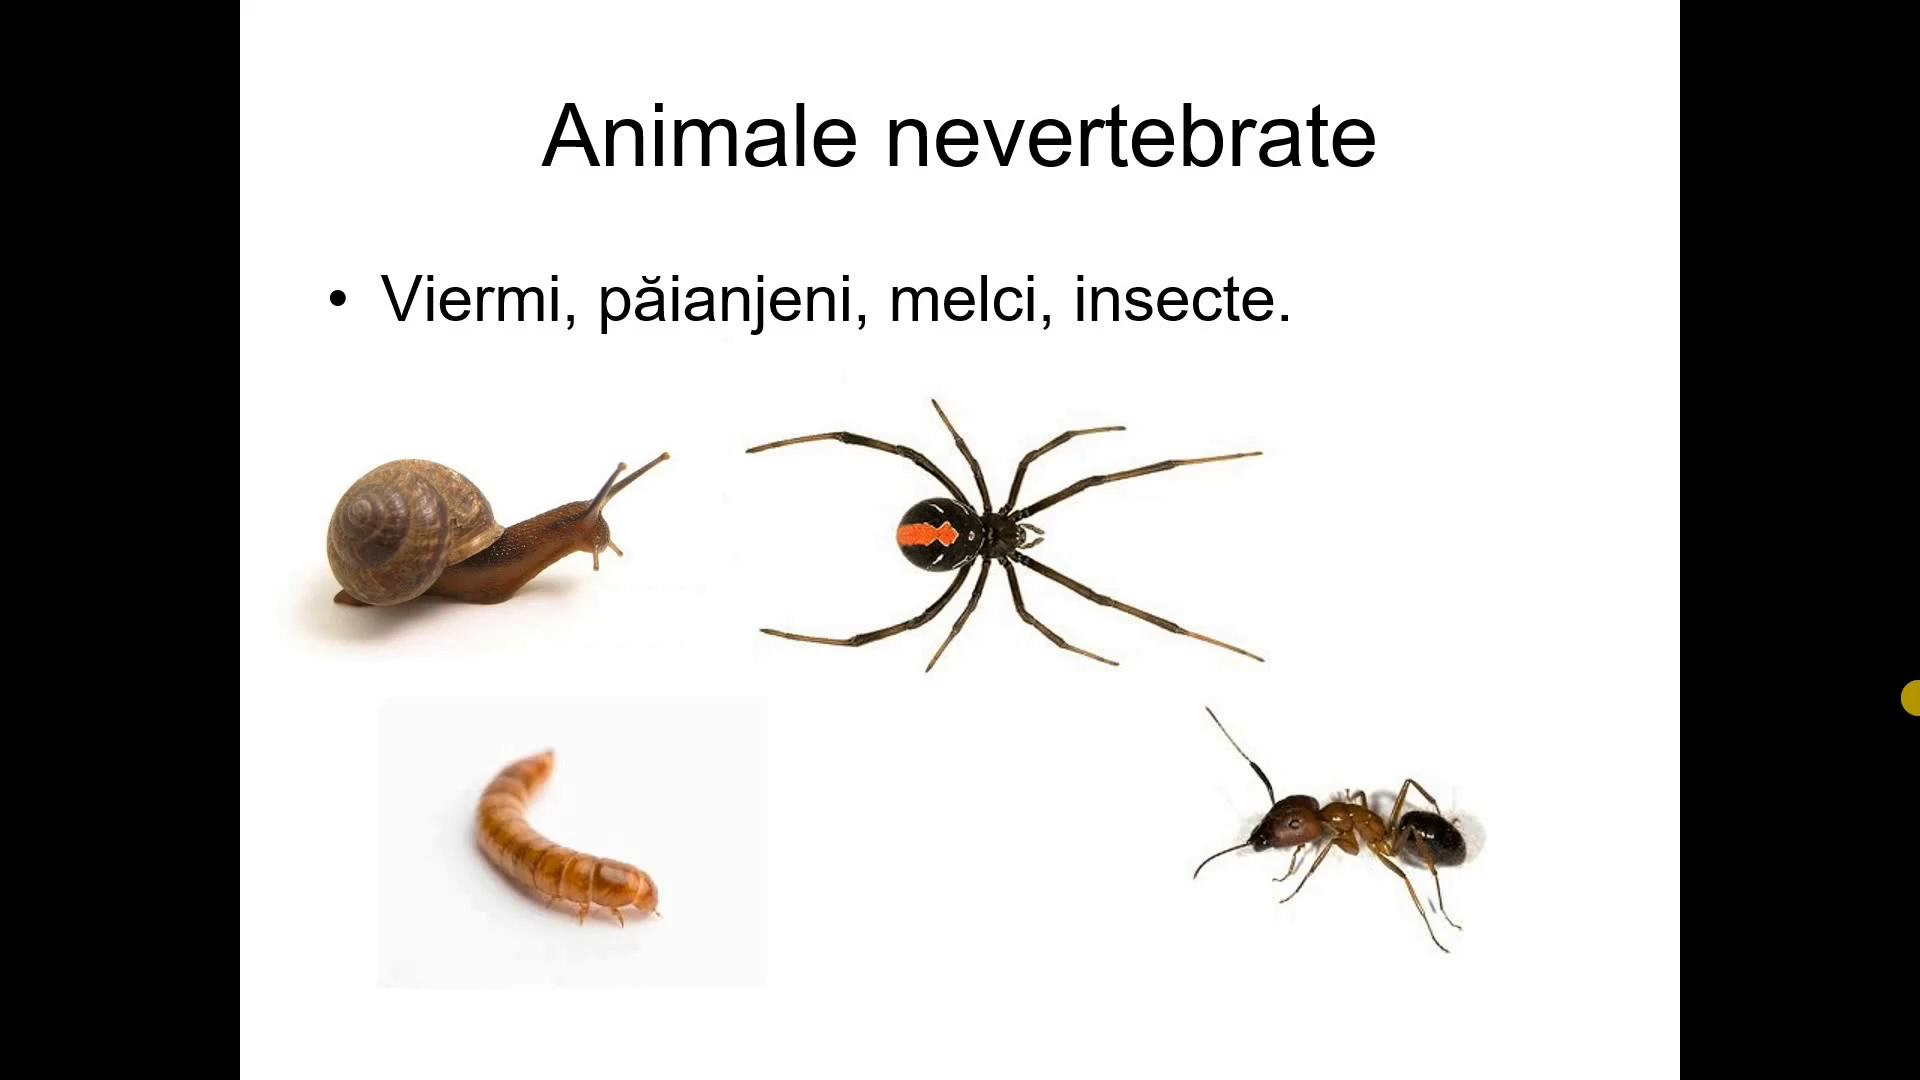 Animale nevertebrate
• Viermi, păianjeni, melci, insecte.